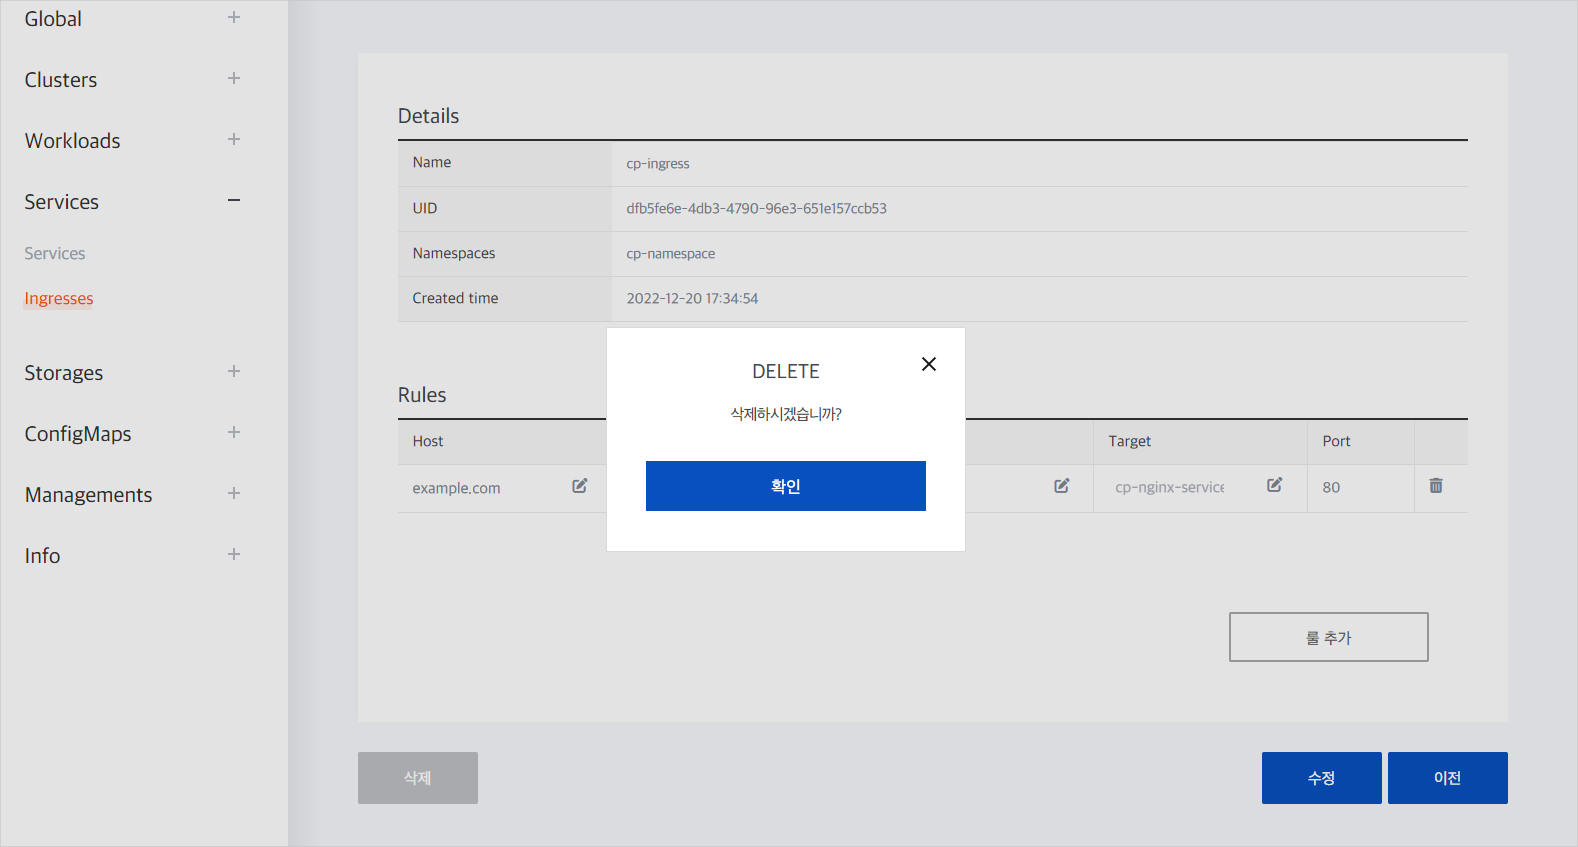 Global
Clusters
Workloads
Services
Services
Ingresses
Storages
ConfigMaps
Managements
Info
Details
Name cp-ingress
UID dfb5fe6e-4db3-4790-96e3-651e157ccb53
Namespaces cp-namespace
Created time 2022-12-20 17:34:54
Rules
Host Target Port
example.com cp-nginx-service 80
DELETE
삭제하시겠습니까?
확인
룰 추가
삭제 수정 이전